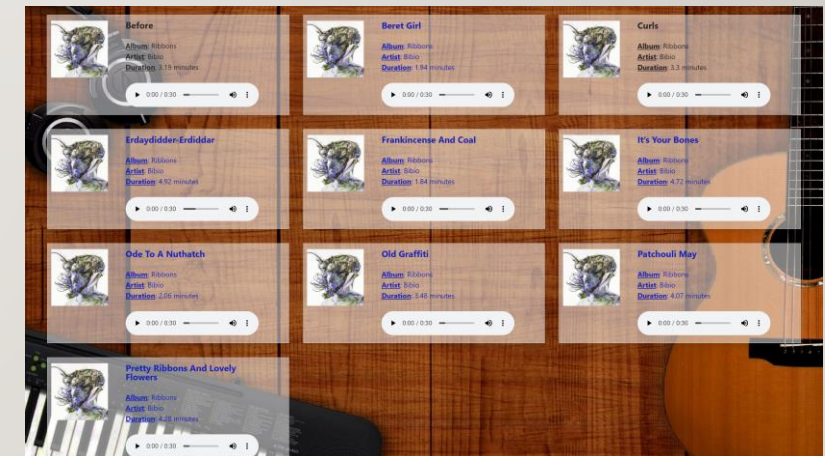 Before
Album: Ribbons
Artist: Bibio
Duration: 3.19 minutes
0:00 / 0:30
Beret Girl
Album: Ribbons
Artist: Bibio
Duration: 1.94 minutes
0:00 / 0:30
Curls
Album: Ribbons
Artist: Bibio
Duration: 3.3 minutes
0:00 / 0:30
Erdaydidder-Erdiddar
Album: Ribbons
Artist: Bibio
Duration: 4.92 minutes
0:00 / 0:30
Frankincense And Coal
Album: Ribbons
Artist: Bibio
Duration: 1.84 minutes
0:00 / 0:30
It's Your Bones
Album: Ribbons
Artist: Bibio
Duration: 4.72 minutes
0:00 / 0:30
Ode To A Nuthatch
Album: Ribbons
Artist: Bibio
Duration: 2.06 minutes
0:00 / 0:30
Old Graffiti
Album: Ribbons
Artist: Bibio
Duration: 3.46 minutes
0:00 / 0:30
Patchouli May
Album: Ribbons
Artist: Bibio
Duration: 4.07 minutes
0:00 / 0:30
Pretty Ribbons And Lovely
Flowers
Album: Ribbons
Artist: Bibio
Duration: 4.28 minutes
0:00 / 0:30